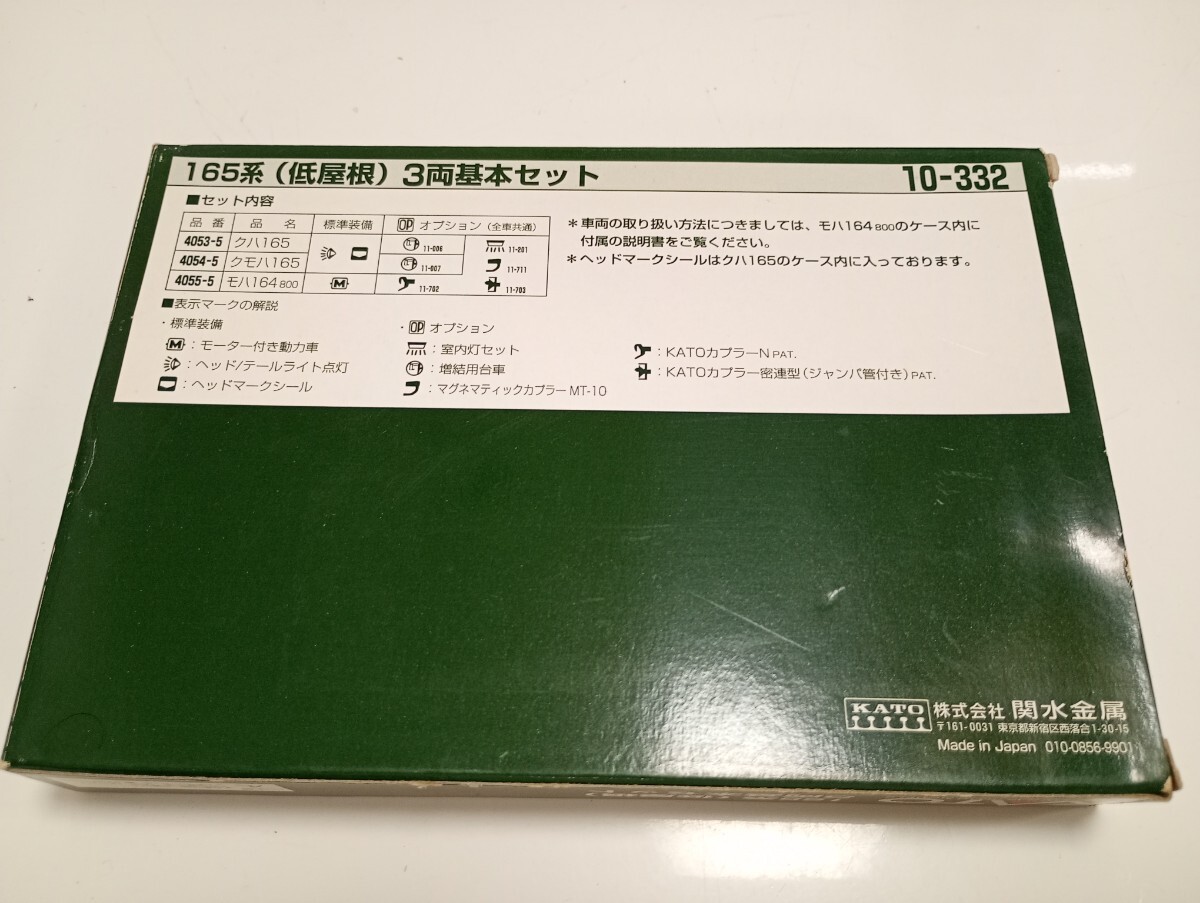 165系(低屋根)3両基本セット 10-332
■セット内容
品番 品名 標準装備 OP オプション(全車共通)
4053-5 クハ165 11-006 11-201
4054-5 クモハ165 11-007 11-711
4055-5 モハ164 800 M 11-702 11-703
＊車両の取り扱い方法につきましては、モハ164 800のケース内に
付属の説明書をご覧ください。
＊ヘッドマークシールはクハ165のケース内に入っております。
■表示マークの解説
・標準装備
M：モーター付き動力車
：ヘッド/テールライト点灯
：ヘッドマークシール
・OP オプション
：室内灯セット
：増結用台車
：マグネマティックカプラーMT-10
：KATOカプラーN PAT.
：KATOカプラー密連型(ジャンパ管付き)PAT.
KATO 株式会社 関水金属
〒161-0031 東京都新宿区西落合1-30-15
Made in Japan 010-0856-9901